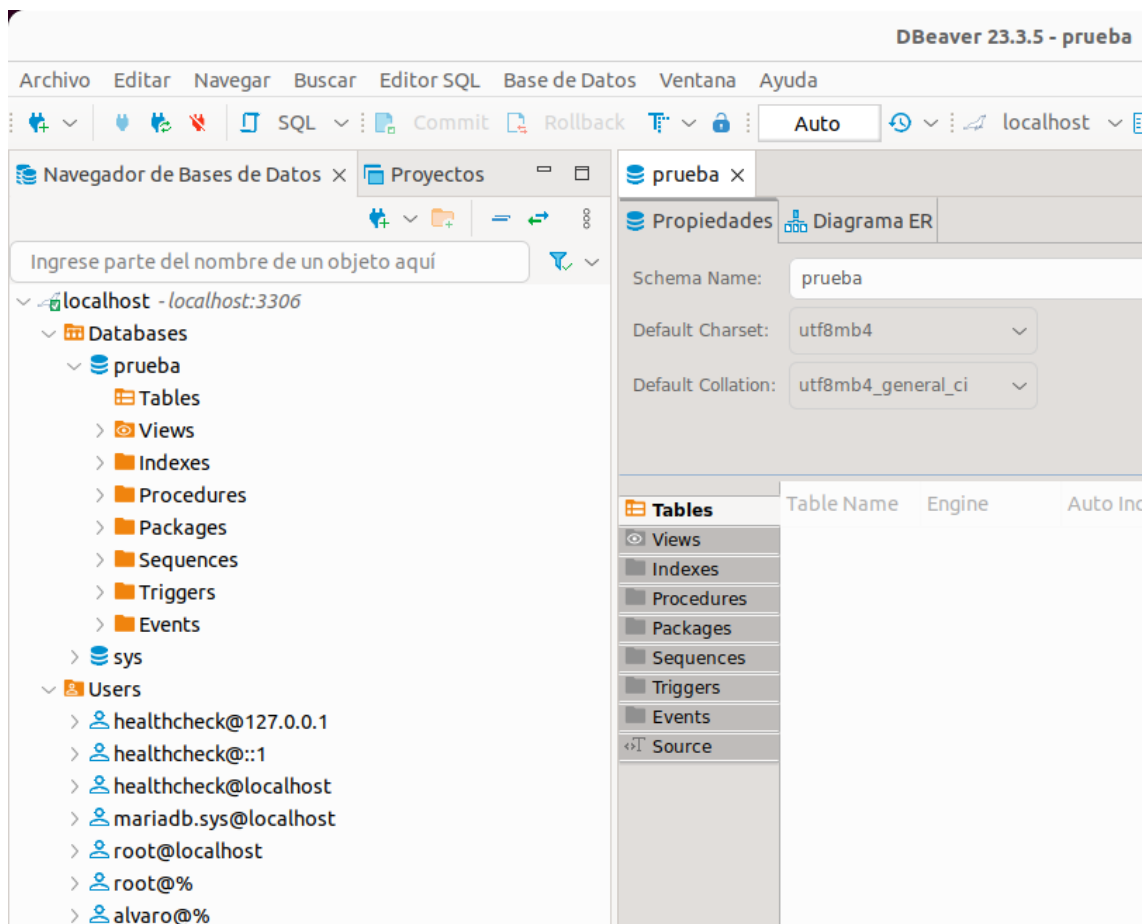 DBeaver 23.3.5 - prueba
Archivo Editar Navegar Buscar Editor SQL Base de Datos Ventana Ayuda
SQL Commit Rollback Auto localhost
Navegador de Bases de Datos Proyectos
Ingrese parte del nombre de un objeto aquí
localhost - localhost:3306
Databases
prueba
Tables
Views
Indexes
Procedures
Packages
Sequences
Triggers
Events
sys
Users
healthcheck@127.0.0.1
healthcheck@::1
healthcheck@localhost
mariadb.sys@localhost
root@localhost
root@%
alvaro@%
prueba
Propiedades Diagrama ER
Schema Name: prueba
Default Charset: utf8mb4
Default Collation: utf8mb4_general_ci
Tables
Views
Indexes
Procedures
Packages
Sequences
Triggers
Events
Source
Table Name Engine Auto Inc